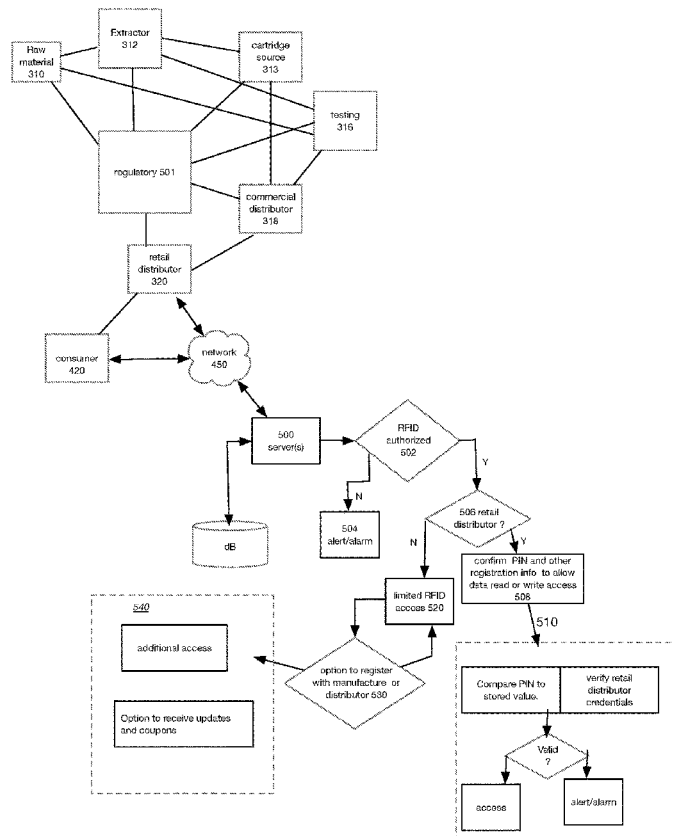 Extractor
312
Raw
material
310
cartridge
source
313
testing
316
regulatory 501
commercial
distributor
318
retail
distributor
320
consumer
420
network
450
500
server(s)
RFID
authorized
502
Y
N
504
alert/alarm
506 retail
distributor ?
N
Y
dB
confirm PIN and other
registration info to allow
data read or write access
508
limited RFID
access 520
510
540
additional access
option to register
with manufacture or
distributor 530
Option to receive updates
and coupons
Compare PIN to
stored value.
verify retail
distributor
credentials
Valid
?
access
alert/alarm